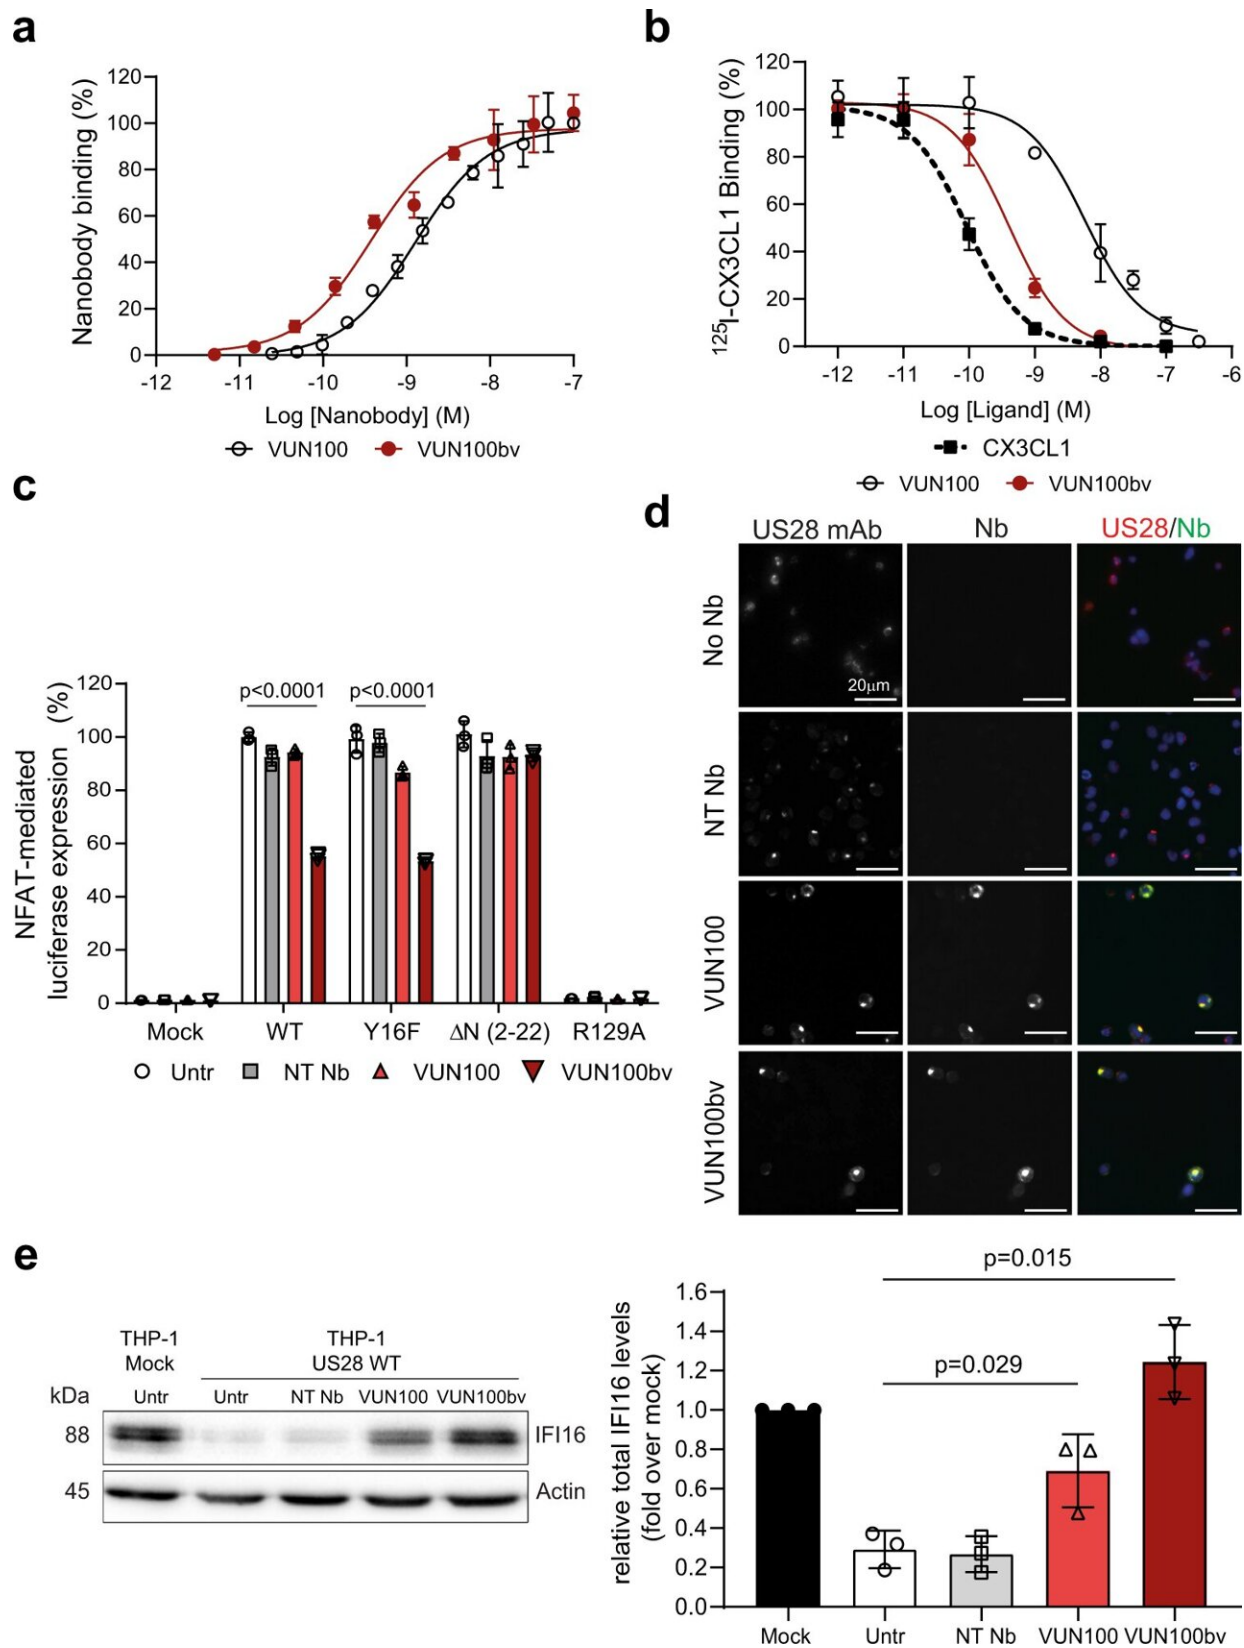 a
120
100
80
60
40
20
0
Nanobody binding (%)
-12 -11 -10 -9 -8 -7
Log [Nanobody] (M)
VUN100 VUN100bv
b
120
100
80
60
40
20
0
¹²⁵I-CX3CL1 Binding (%)
-12 -11 -10 -9 -8 -7 -6
Log [Ligand] (M)
CX3CL1
VUN100 VUN100bv
c
120
100
80
60
40
20
0
NFAT-mediated
luciferase expression (%)
p<0.0001 p<0.0001
Mock WT Y16F ΔN (2-22) R129A
Untr NT Nb VUN100 VUN100bv
d
US28 mAb Nb US28/Nb
No Nb
20μm
NT Nb
VUN100
VUN100bv
e
THP-1
Mock
THP-1
US28 WT
kDa Untr Untr NT Nb VUN100 VUN100bv
88 IFI16
45 Actin
relative total IFI16 levels
(fold over mock)
1.6
1.4
1.2
1.0
0.8
0.6
0.4
0.2
0.0
p=0.015
p=0.029
Mock Untr NT Nb VUN100 VUN100bv